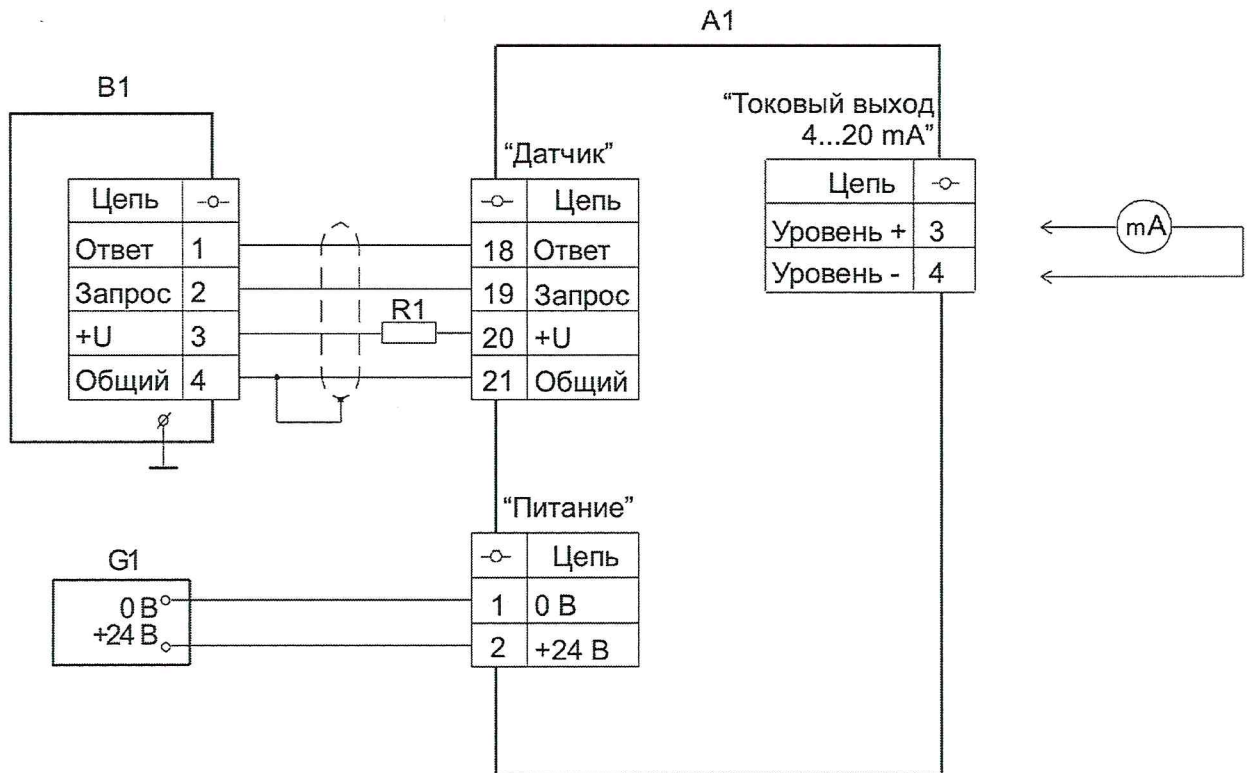 A1
B1
“Токовый выход
4...20 mA”
“Датчик”
Цепь
Ответ 1
Запрос 2
+U 3
Общий 4
R1
Цепь
18 Ответ
19 Запрос
20 +U
21 Общий
Цепь
Уровень + 3
Уровень - 4
mA
“Питание”
G1
0 В
+24 В
Цепь
1 0 В
2 +24 В